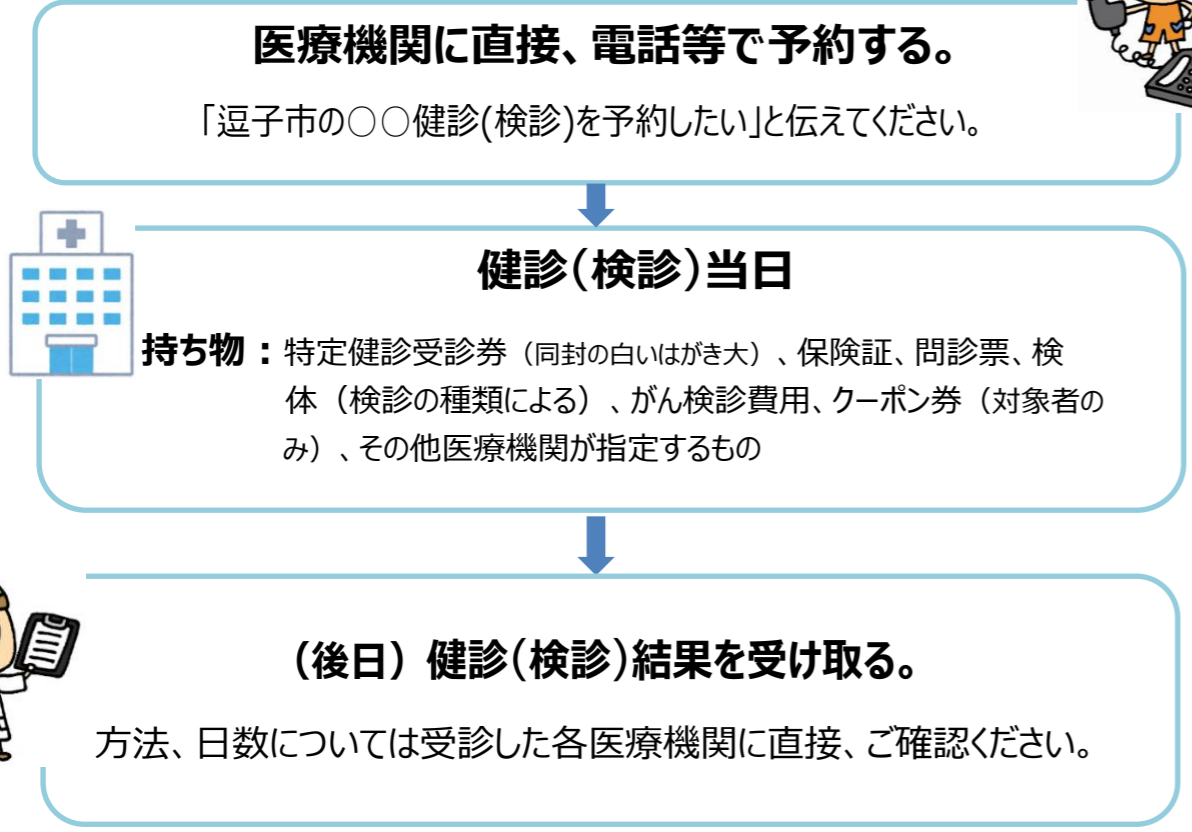 医療機関に直接、電話等で予約する。
「逗子市の○○健診(検診)を予約したい」と伝えてください。
健診(検診)当日
持ち物：特定健診受診券（同封の白いはがき大）、保険証、問診票、検
体（検診の種類による）、がん検診費用、クーポン券（対象者の
み）、その他医療機関が指定するもの
（後日）健診(検診)結果を受け取る。
方法、日数については受診した各医療機関に直接、ご確認ください。